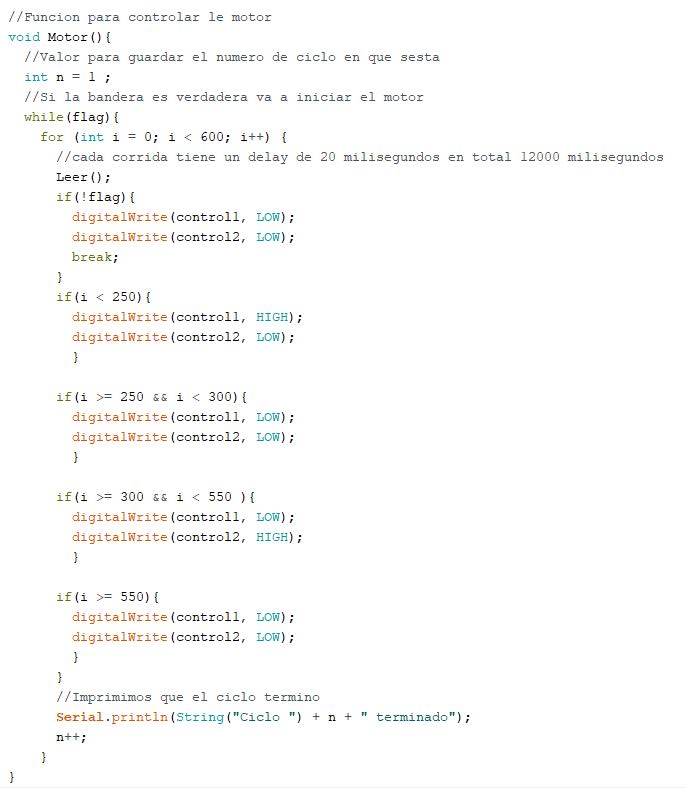 //Funcion para controlar le motor
void Motor(){
  //Valor para guardar el numero de ciclo en que sesta
  int n = 1 ;
  //Si la bandera es verdadera va a iniciar el motor
  while(flag){
    for (int i = 0; i < 600; i++) {
      //cada corrida tiene un delay de 20 milisegundos en total 12000 milisegundos
      Leer();
      if(!flag){
        digitalWrite(control1, LOW);
        digitalWrite(control2, LOW);
        break;
      }
      if(i < 250){
        digitalWrite(control1, HIGH);
        digitalWrite(control2, LOW);
        }

      if(i >= 250 && i < 300){
        digitalWrite(control1, LOW);
        digitalWrite(control2, LOW);
        }

      if(i >= 300 && i < 550 ){
        digitalWrite(control1, LOW);
        digitalWrite(control2, HIGH);
        }

      if(i >= 550){
        digitalWrite(control1, LOW);
        digitalWrite(control2, LOW);
        }
      }
      //Imprimimos que el ciclo termino
      Serial.println(String("Ciclo ") + n + " terminado");
      n++;
    }
}